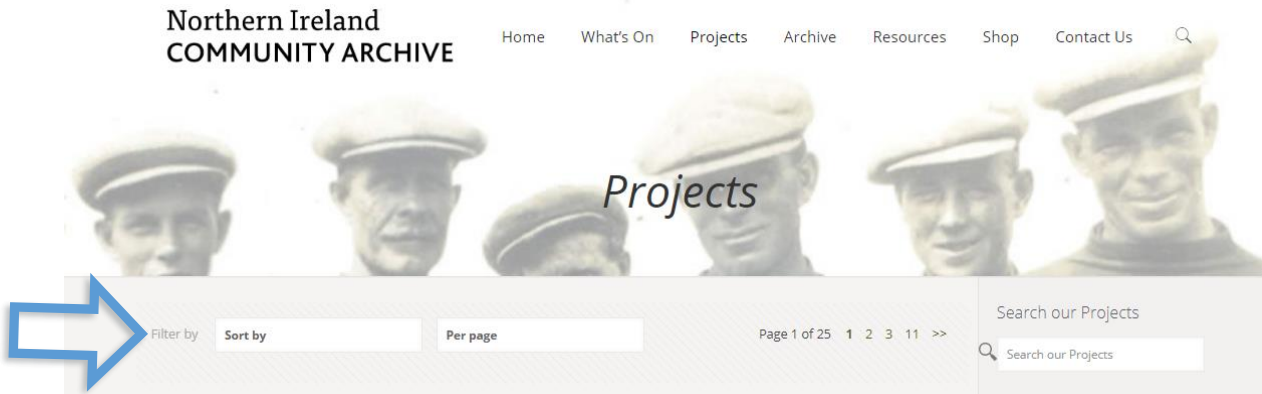 Northern Ireland
COMMUNITY ARCHIVE
Home What's On Projects Archive Resources Shop Contact Us
Projects
Filter by Sort by Per page Page 1 of 25 1 2 3 11 >>
Search our Projects
Search our Projects